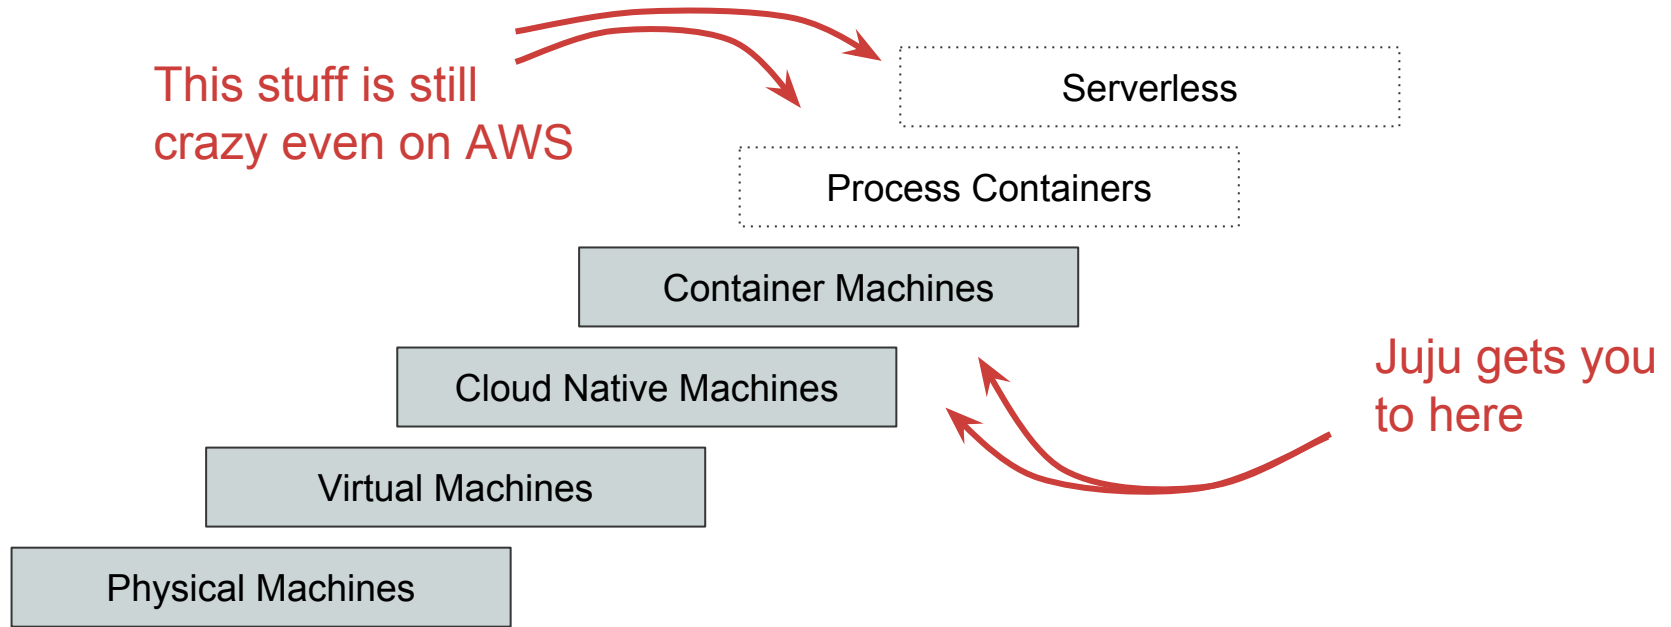 This stuff is still
crazy even on AWS
Serverless
Process Containers
Container Machines
Juju gets you
to here
Cloud Native Machines
Virtual Machines
Physical Machines